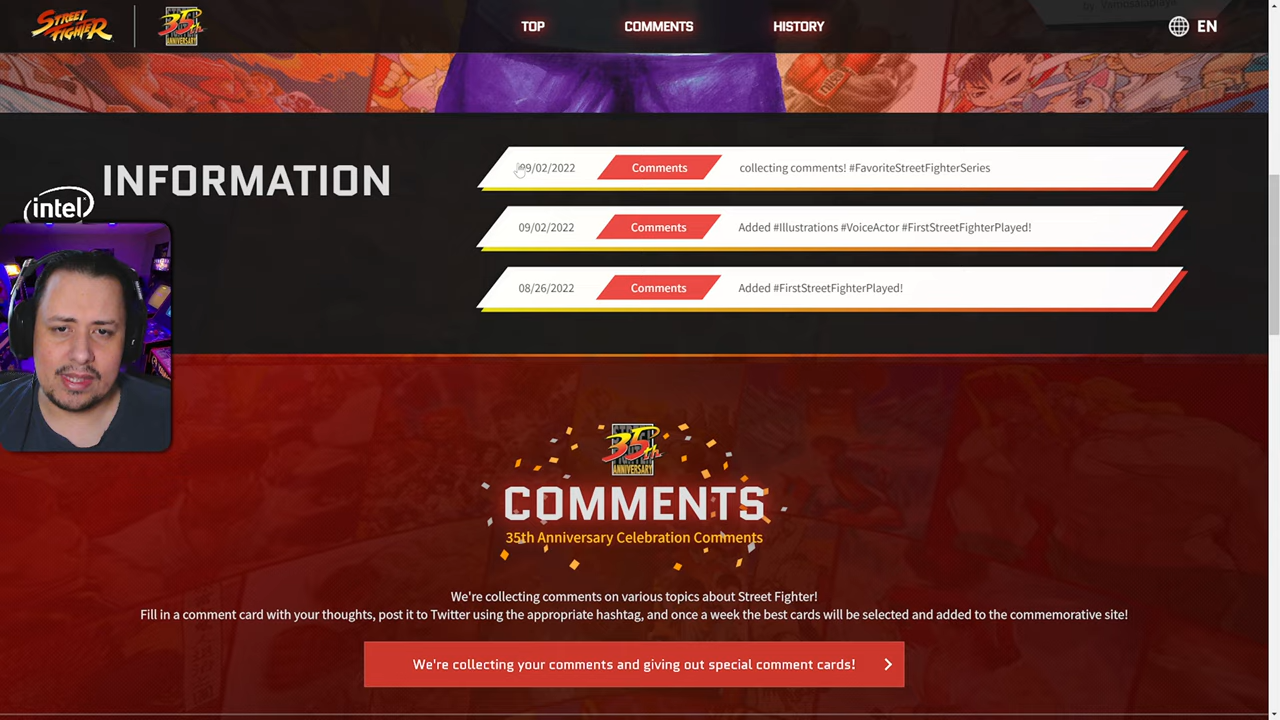 STREET FIGHTER
35th
ANNIVERSARY
TOP
COMMENTS
HISTORY
EN
INFORMATION
intel
09/02/2022 Comments collecting comments! #FavoriteStreetFighterSeries
09/02/2022 Comments Added #Illustrations #VoiceActor #FirstStreetFighterPlayed!
08/26/2022 Comments Added #FirstStreetFighterPlayed!
35th
ANNIVERSARY
COMMENTS
35th Anniversary Celebration Comments
We're collecting comments on various topics about Street Fighter!
Fill in a comment card with your thoughts, post it to Twitter using the appropriate hashtag, and once a week the best cards will be selected and added to the commemorative site!
We're collecting your comments and giving out special comment cards!